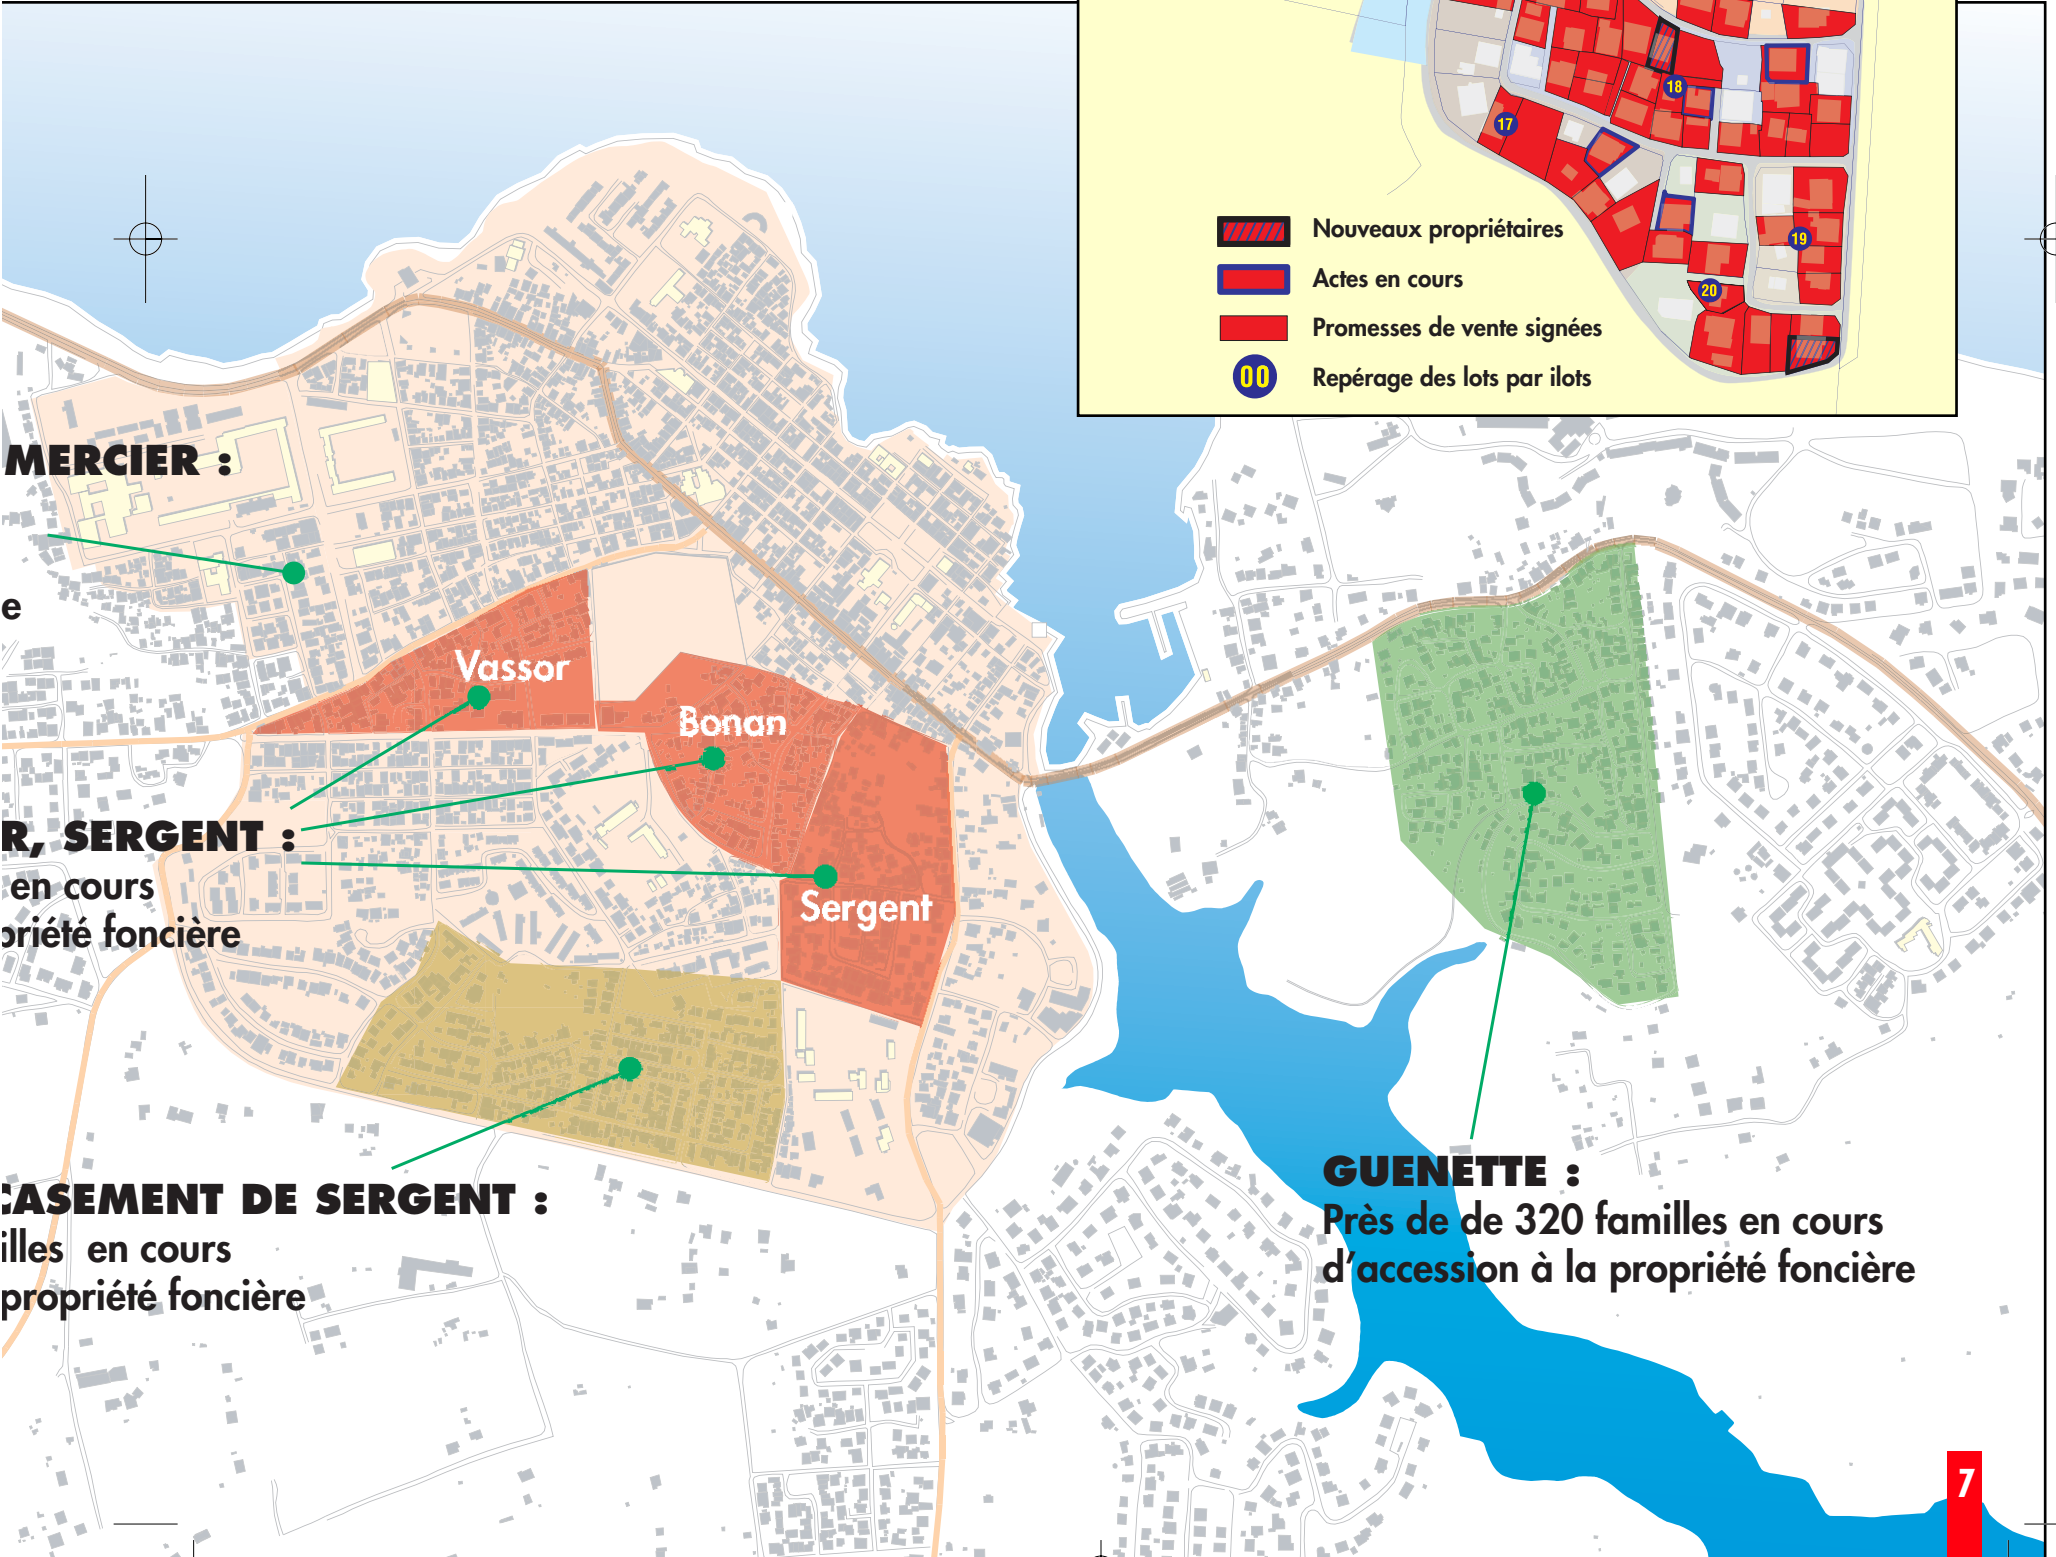 18
17
19
20
Nouveaux propriétaires
Actes en cours
Promesses de vente signées
00 Repérage des lots par ilots
MERCIER :
e
Vassor
Bonan
Sergent
R, SERGENT :
en cours
priété foncière
CASEMENT DE SERGENT :
illes en cours
propriété foncière
GUENETTE :
Près de de 320 familles en cours
d'accession à la propriété foncière
7